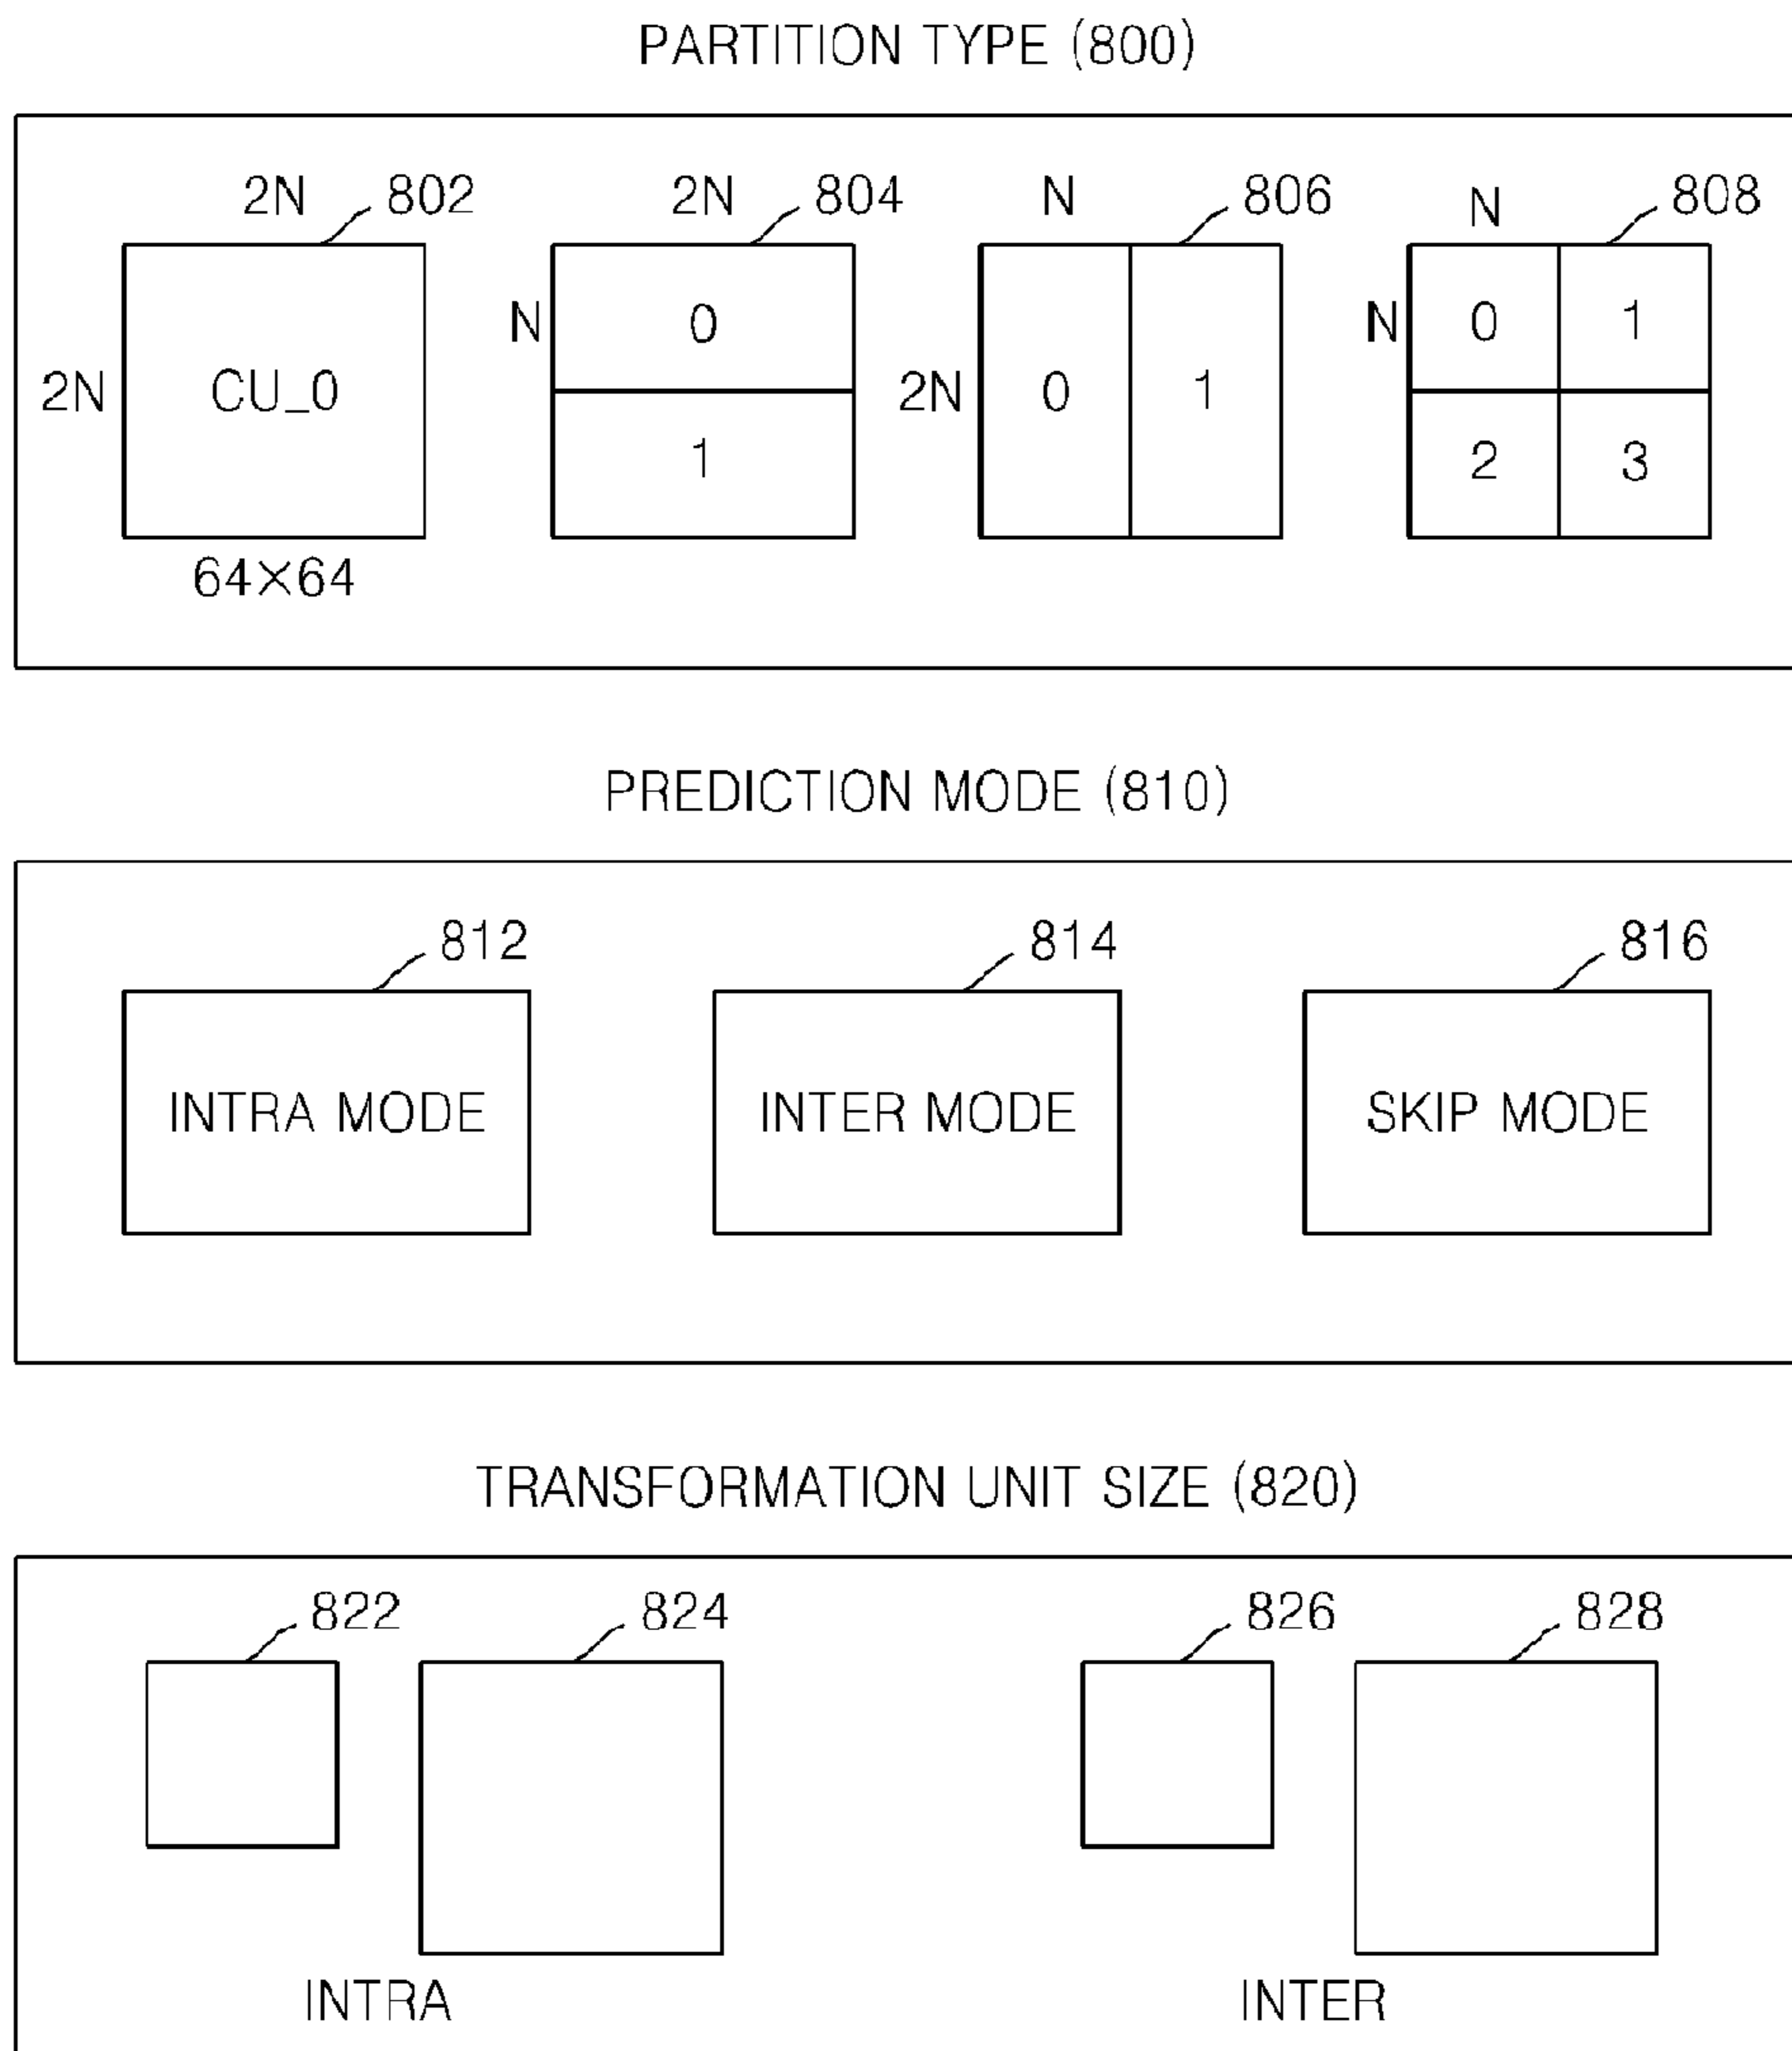 PARTITION TYPE (800)
2N 802 2N 804 N 806 N 808
N 0 N 0 1
2N CU_0 2N 0 1
1 2 3
64×64
PREDICTION MODE (810)
812 814 816
INTRA MODE INTER MODE SKIP MODE
TRANSFORMATION UNIT SIZE (820)
822 824 826 828
INTRA INTER